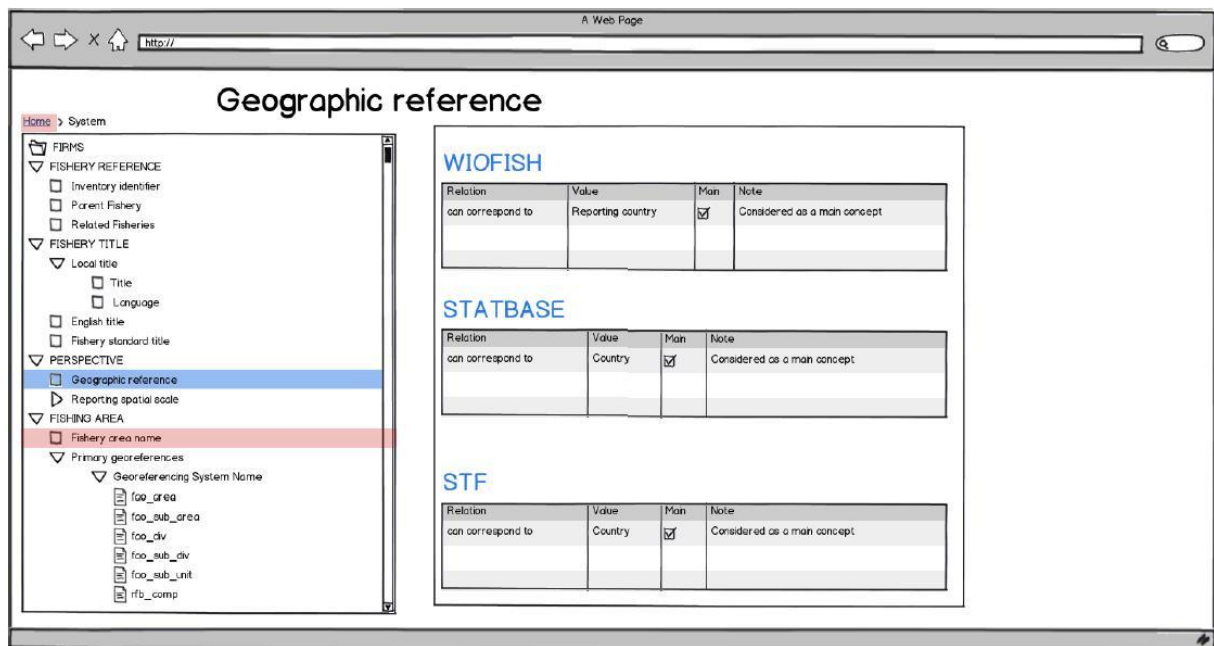 A Web Page
http://
Geographic reference
Home > System
FIRMS
FISHERY REFERENCE
Inventory identifier
Parent Fishery
Related Fisheries
FISHERY TITLE
Local title
Title
Language
English title
Fishery standard title
PERSPECTIVE
Geographic reference
Reporting spatial scale
FISHING AREA
Fishery area name
Primary georeferences
Georeferencing System Name
fao_area
fao_sub_area
fao_div
fao_sub_div
fao_sub_unit
rfb_comp
WIOFISH
Relation Value Main Note
can correspond to Reporting country Considered as a main concept
STATBASE
Relation Value Main Note
can correspond to Country Considered as a main concept
STF
Relation Value Main Note
can correspond to Country Considered as a main concept